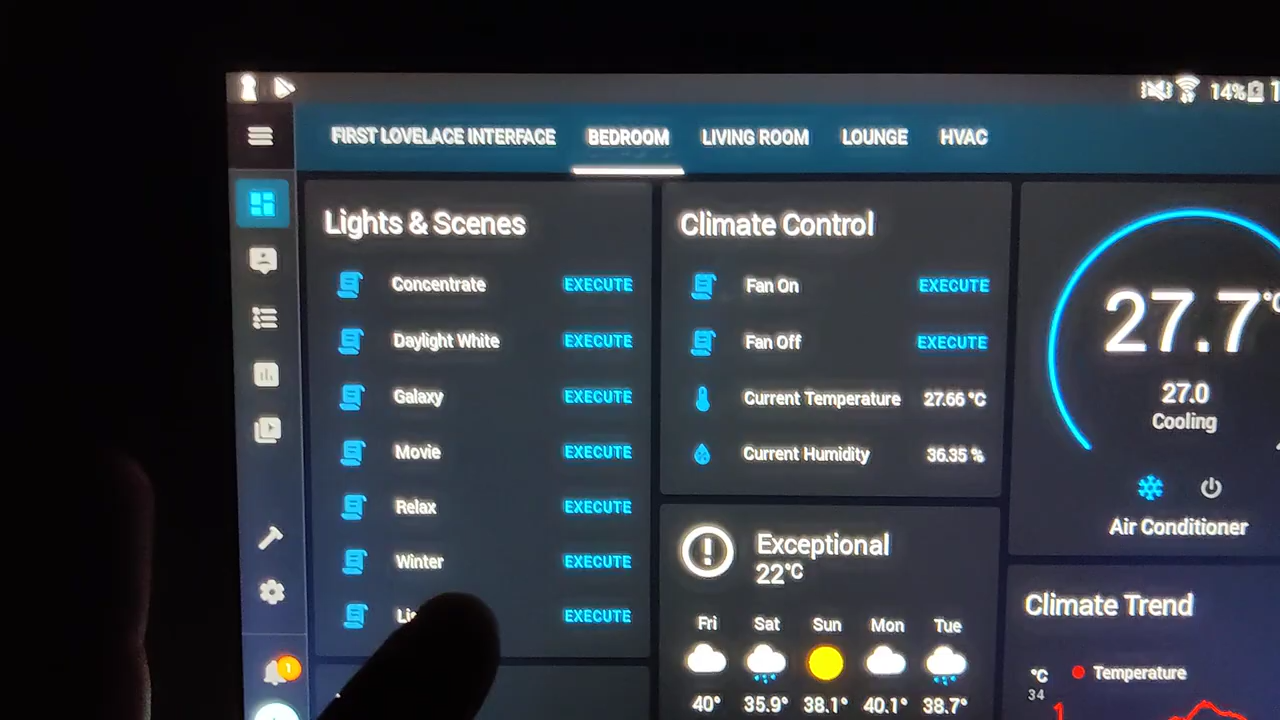 14%
FIRST LOVELACE INTERFACE
BEDROOM
LIVING ROOM
LOUNGE
HVAC
Lights & Scenes
Concentrate EXECUTE
Daylight White EXECUTE
Galaxy EXECUTE
Movie EXECUTE
Relax EXECUTE
Winter EXECUTE
EXECUTE
1
Climate Control
Fan On EXECUTE
Fan Off EXECUTE
Current Temperature 27.66 °C
Current Humidity 36.35 %
Exceptional
22°C
Fri Sat Sun Mon Tue
40° 35.9° 38.1° 40.1° 38.7°
27.7°C
27.0
Cooling
Air Conditioner
Climate Trend
°C Temperature
34